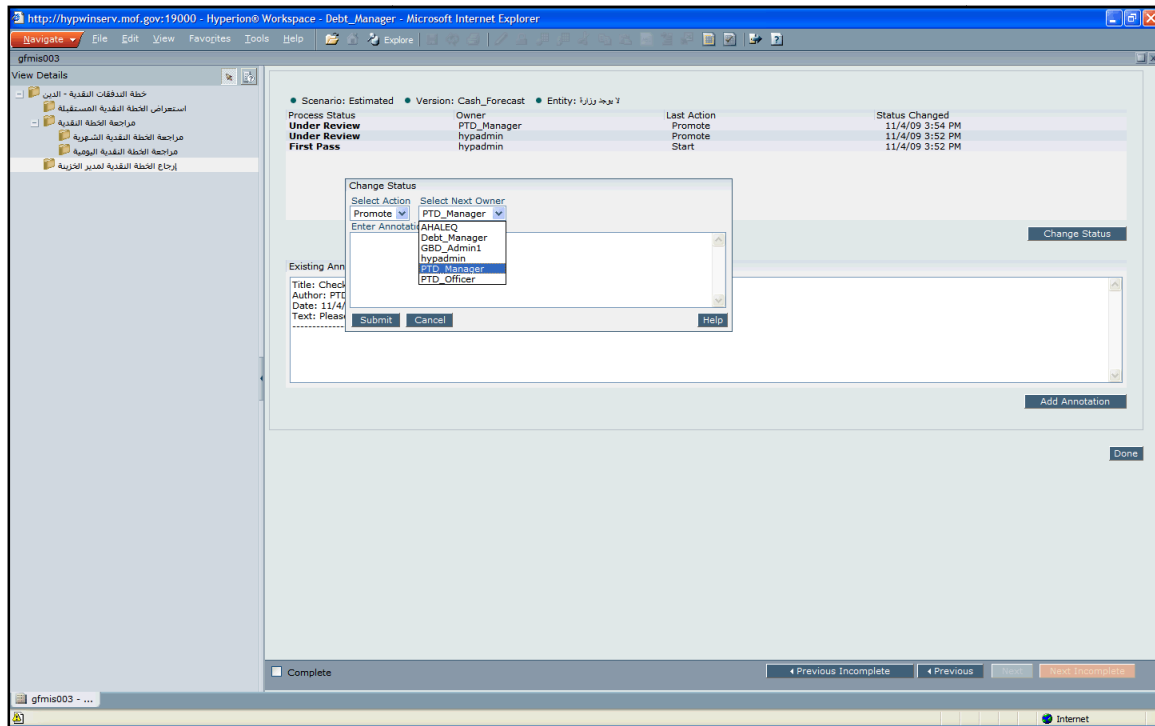 http://hypwinserv.mof.gov:19000 - Hyperion® Workspace - Debt_Manager - Microsoft Internet Explorer
Navigate File Edit View Favorites Tools Help Explore
gfmis003
View Details
خطة التدفقات النقدية - الدين
استعراض الخطة النقدية المستقبلة
مراجعة الخطة النقدية
مراجعة الخطة النقدية الشهرية
مراجعة الخطة النقدية اليومية
إرجاع الخطة النقدية لمدير الخزينة
Scenario: Estimated Version: Cash_Forecast Entity: لا يوجد وزارة
Process Status Owner Last Action Status Changed
Under Review PTD_Manager Promote 11/4/09 3:54 PM
Under Review hypadmin Promote 11/4/09 3:52 PM
First Pass hypadmin Start 11/4/09 3:52 PM
Change Status
Select Action Select Next Owner
Promote PTD_Manager
Enter Annotati
AHALEQ
Debt_Manager
GBD_Admin1
hypadmin
PTD_Manager
PTD_Officer
Submit Cancel Help
Change Status
Existing Ann
Title: Check
Author: PTD
Date: 11/4/
Text: Pleas
Add Annotation
Done
Complete Previous Incomplete Previous Next Next Incomplete
gfmis003 - ...
Internet